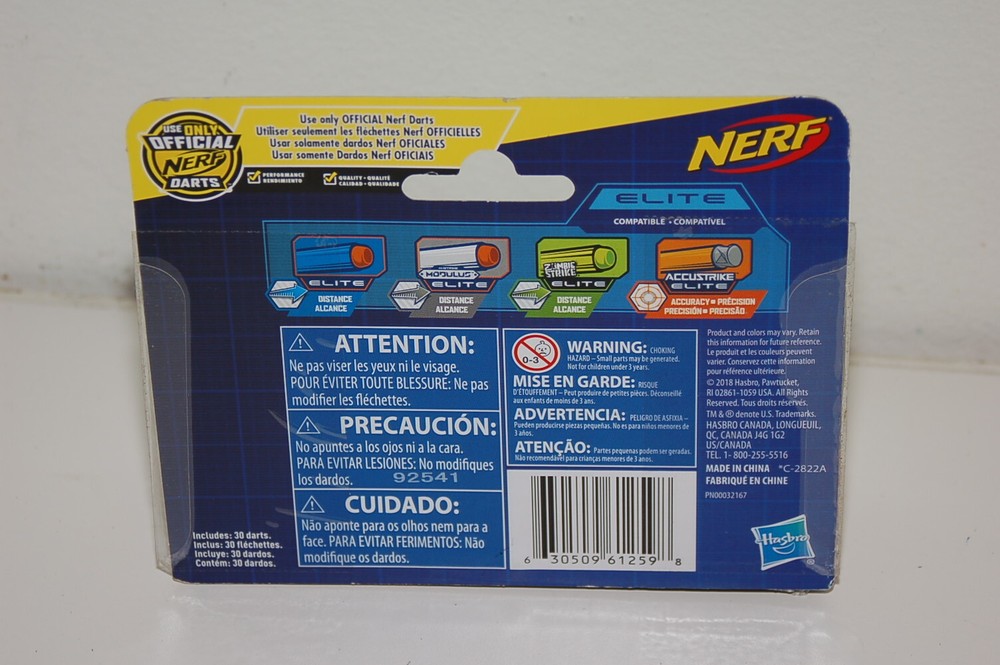 USE ONLY
OFFICIAL
NERF
DARTS
Use only OFFICIAL Nerf Darts
Utiliser seulement les fléchettes Nerf OFFICIELLES
Usar solamente dardos Nerf OFICIALES
Usar somente Dardos Nerf OFICIAIS
PERFORMANCE
RENDIMIENTO
QUALITY • QUALITÉ
CALIDAD • QUALIDADE
NERF
ELITE
COMPATIBLE • COMPATÍVEL
ELITE
DISTANCE
ALCANCE
MODULUS
ELITE
DISTANCE
ALCANCE
ZOMBIE
STRIKE
ELITE
DISTANCE
ALCANCE
ACCUSTRIKE
ELITE
ACCURACY • PRÉCISION
PRECISIÓN • PRECISÃO
ATTENTION:
Ne pas viser les yeux ni le visage.
POUR ÉVITER TOUTE BLESSURE: Ne pas
modifier les fléchettes.
PRECAUCIÓN:
No apuntes a los ojos ni a la cara.
PARA EVITAR LESIONES: No modifiques
los dardos.
92541
CUIDADO:
Não aponte para os olhos nem para a
face. PARA EVITAR FERIMENTOS: Não
modifique os dardos.
0-3
WARNING: CHOKING
HAZARD – Small parts may be generated.
Not for children under 3 years.
MISE EN GARDE: RISQUE
D'ÉTOUFFEMENT – Peut produire de petites pièces. Déconseillé
aux enfants de moins de 3 ans.
ADVERTENCIA: PELIGRO DE ASFIXIA –
Pueden producirse piezas pequeñas. No es para niños menores de
3 años.
ATENÇÃO: Partes pequenas podem ser geradas.
Não recomendável para crianças menores de 3 anos.
Product and colors may vary. Retain
this information for future reference.
Le produit et les couleurs peuvent
varier. Conservez cette information
pour référence ultérieure.
© 2018 Hasbro, Pawtucket,
RI 02861-1059 USA. All Rights
Reserved. Tous droits réservés.
TM & ® denote U.S. Trademarks.
HASBRO CANADA, LONGUEUIL,
QC, CANADA J4G 1G2
US/CANADA
TEL. 1- 800-255-5516
MADE IN CHINA *C-2822A
FABRIQUÉ EN CHINE
PN00032167
Includes: 30 darts.
Inclus: 30 fléchettes.
Incluye: 30 dardos.
Contém: 30 dardos.
6 30509 61259 8
Hasbro